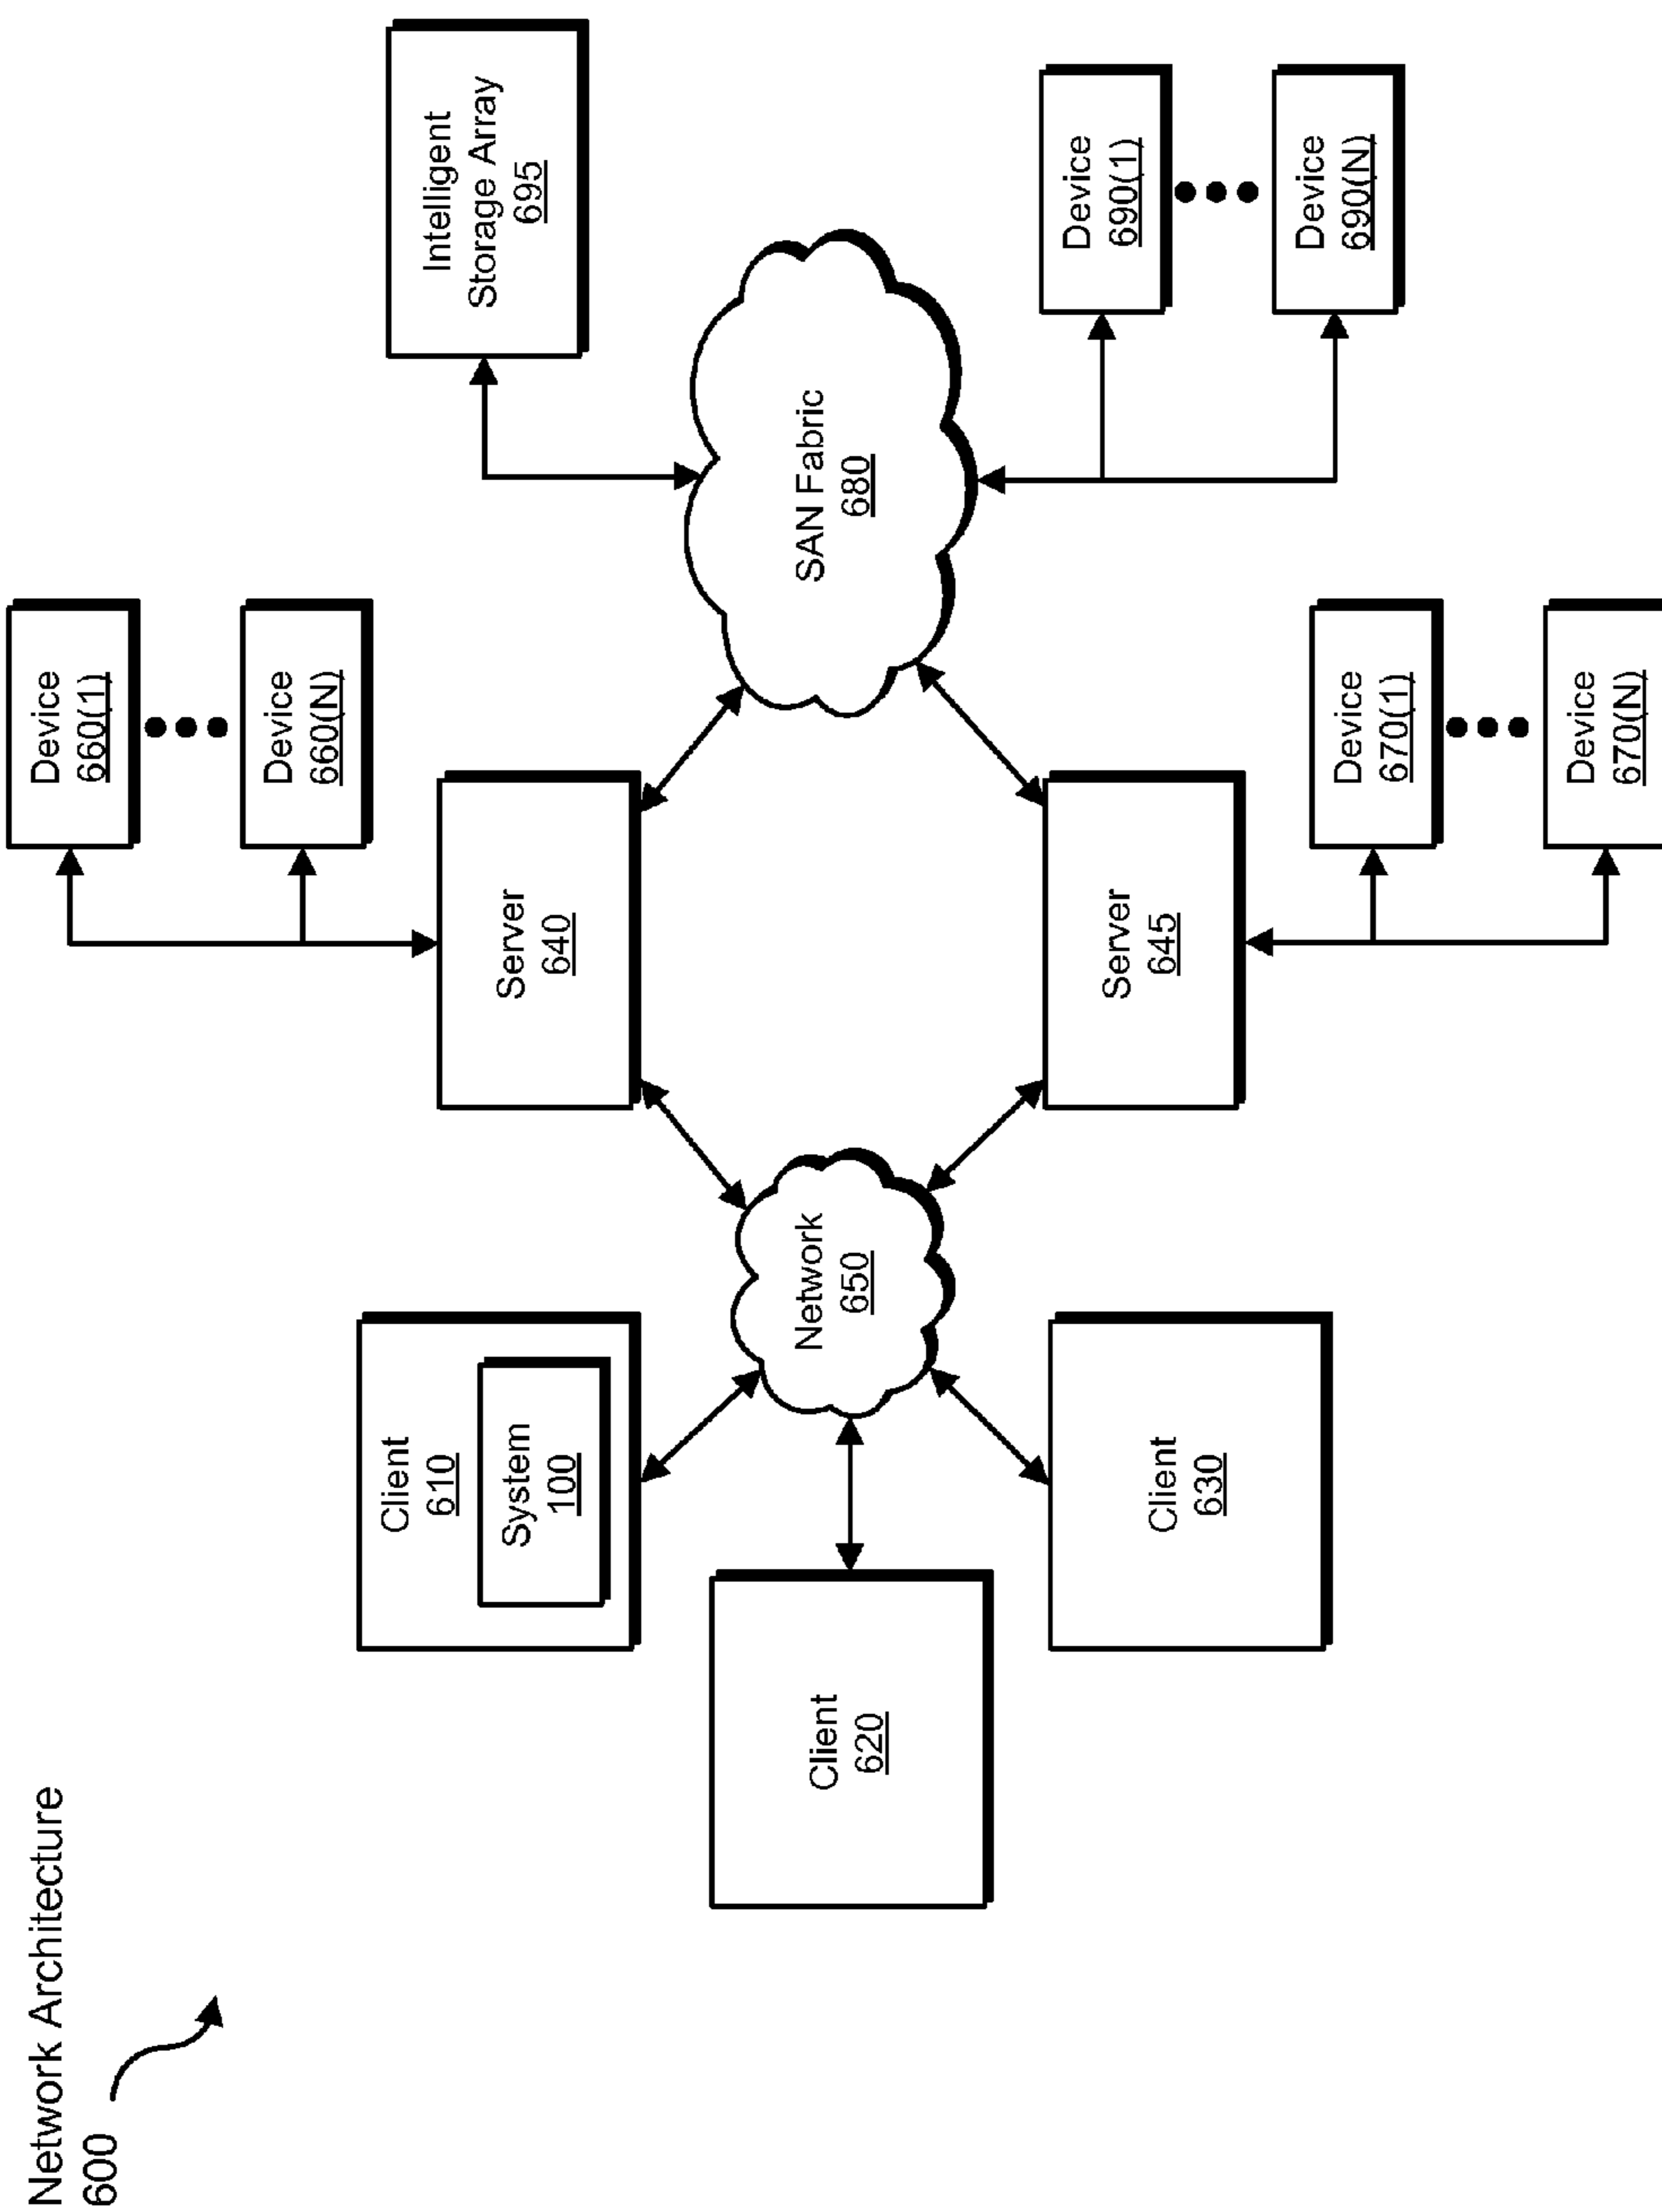 Network Architecture
600
Client
610
System
100
Client
620
Client
630
Network
650
Server
640
Server
645
Device
660(1)
Device
660(N)
Device
670(1)
Device
670(N)
SAN Fabric
680
Intelligent
Storage Array
695
Device
690(1)
Device
690(N)